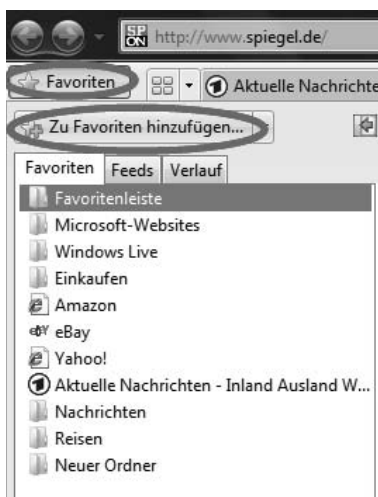 SP ON http://www.spiegel.de/
Favoriten Aktuelle Nachrichte
Zu Favoriten hinzufügen...
Favoriten Feeds Verlauf
Favoritenleiste
Microsoft-Websites
Windows Live
Einkaufen
Amazon
ebY eBay
Yahoo!
Aktuelle Nachrichten - Inland Ausland W...
Nachrichten
Reisen
Neuer Ordner